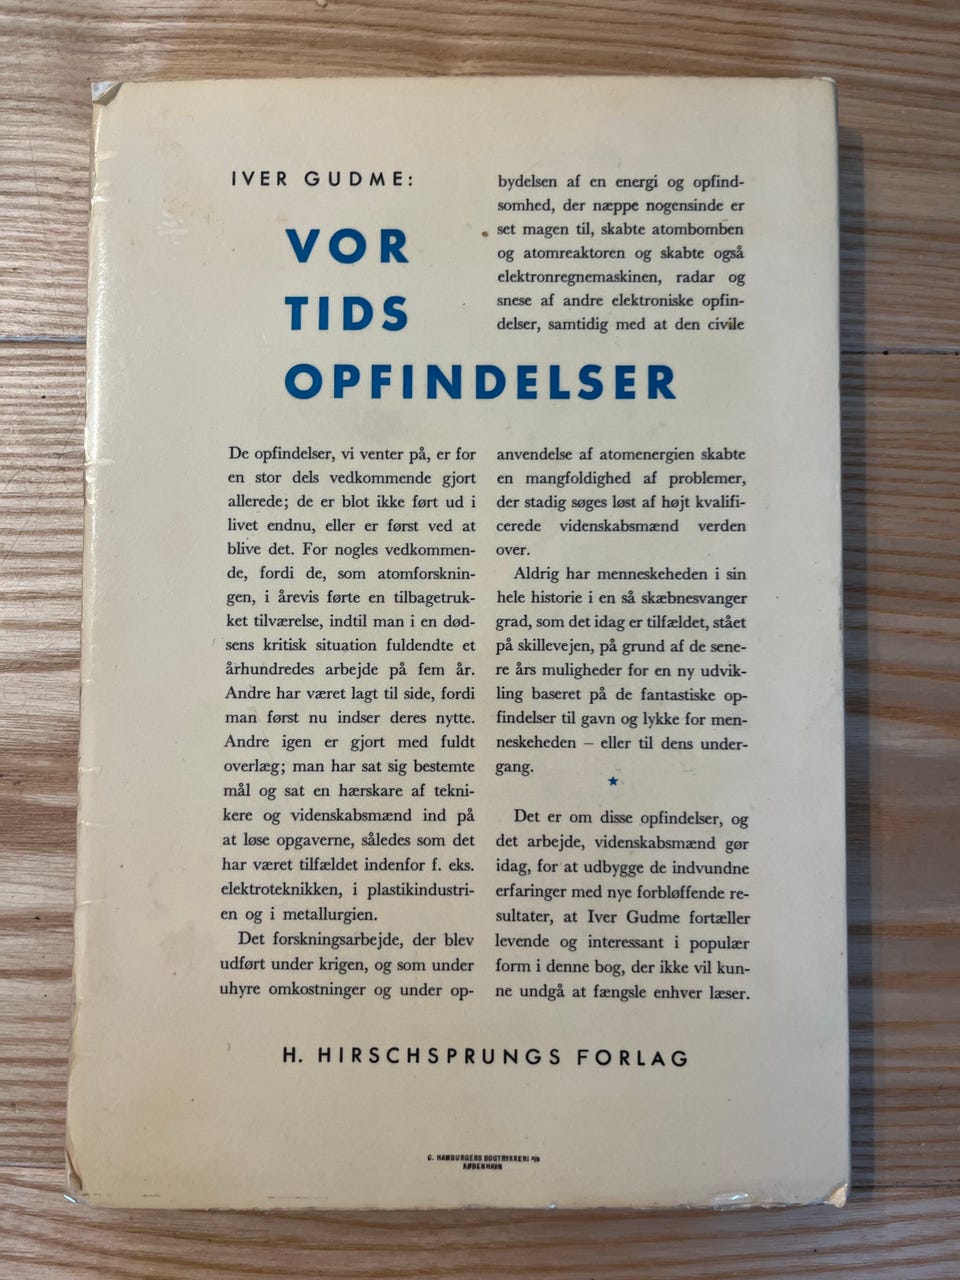 IVER GUDME:
VOR
TIDS
OPFINDELSER
De opfindelser, vi venter på, er for
en stor dels vedkommende gjort
allerede; de er blot ikke ført ud i
livet endnu, eller er først ved at
blive det. For nogles vedkommen-
de, fordi de, som atomforsknin-
gen, i årevis førte en tilbagetruk-
ket tilværelse, indtil man i en død-
sens kritisk situation fuldendte et
århundredes arbejde på fem år.
Andre har været lagt til side, fordi
man først nu indser deres nytte.
Andre igen er gjort med fuldt
overlæg; man har sat sig bestemte
mål og sat en hærskare af tekni-
kere og videnskabsmænd ind på
at løse opgaverne, således som det
har været tilfældet indenfor f. eks.
elektroteknikken, i plastikindustri-
en og i metallurgien.
Det forskningsarbejde, der blev
udført under krigen, og som under
uhyre omkostninger og under op-
bydelsen af en energi og opfind-
somhed, der næppe nogensinde er
set magen til, skabte atombomben
og atomreaktoren og skabte også
elektronregnemaskinen, radar og
snese af andre elektroniske opfin-
delser, samtidig med at den civile
anvendelse af atomenergien skabte
en mangfoldighed af problemer,
der stadig søges løst af højt kvalifi-
cerede videnskabsmænd verden
over.
Aldrig har menneskeheden i sin
hele historie i en så skæbnesvanger
grad, som det idag er tilfældet, stået
på skillevejen, på grund af de sene-
re års muligheder for en ny udvik-
ling baseret på de fantastiske op-
findelser til gavn og lykke for men-
neskeheden – eller til dens under-
gang.
Det er om disse opfindelser, og
det arbejde, videnskabsmænd gør
idag, for at udbygge de indvundne
erfaringer med nye forbløffende re-
sultater, at Iver Gudme fortæller
levende og interessant i populær
form i denne bog, der ikke vil kun-
ne undgå at fængsle enhver læser.
H. HIRSCHSPRUNGS FORLAG
C. HAMBURGERS BOGTRYKKERI A/S
KØBENHAVN